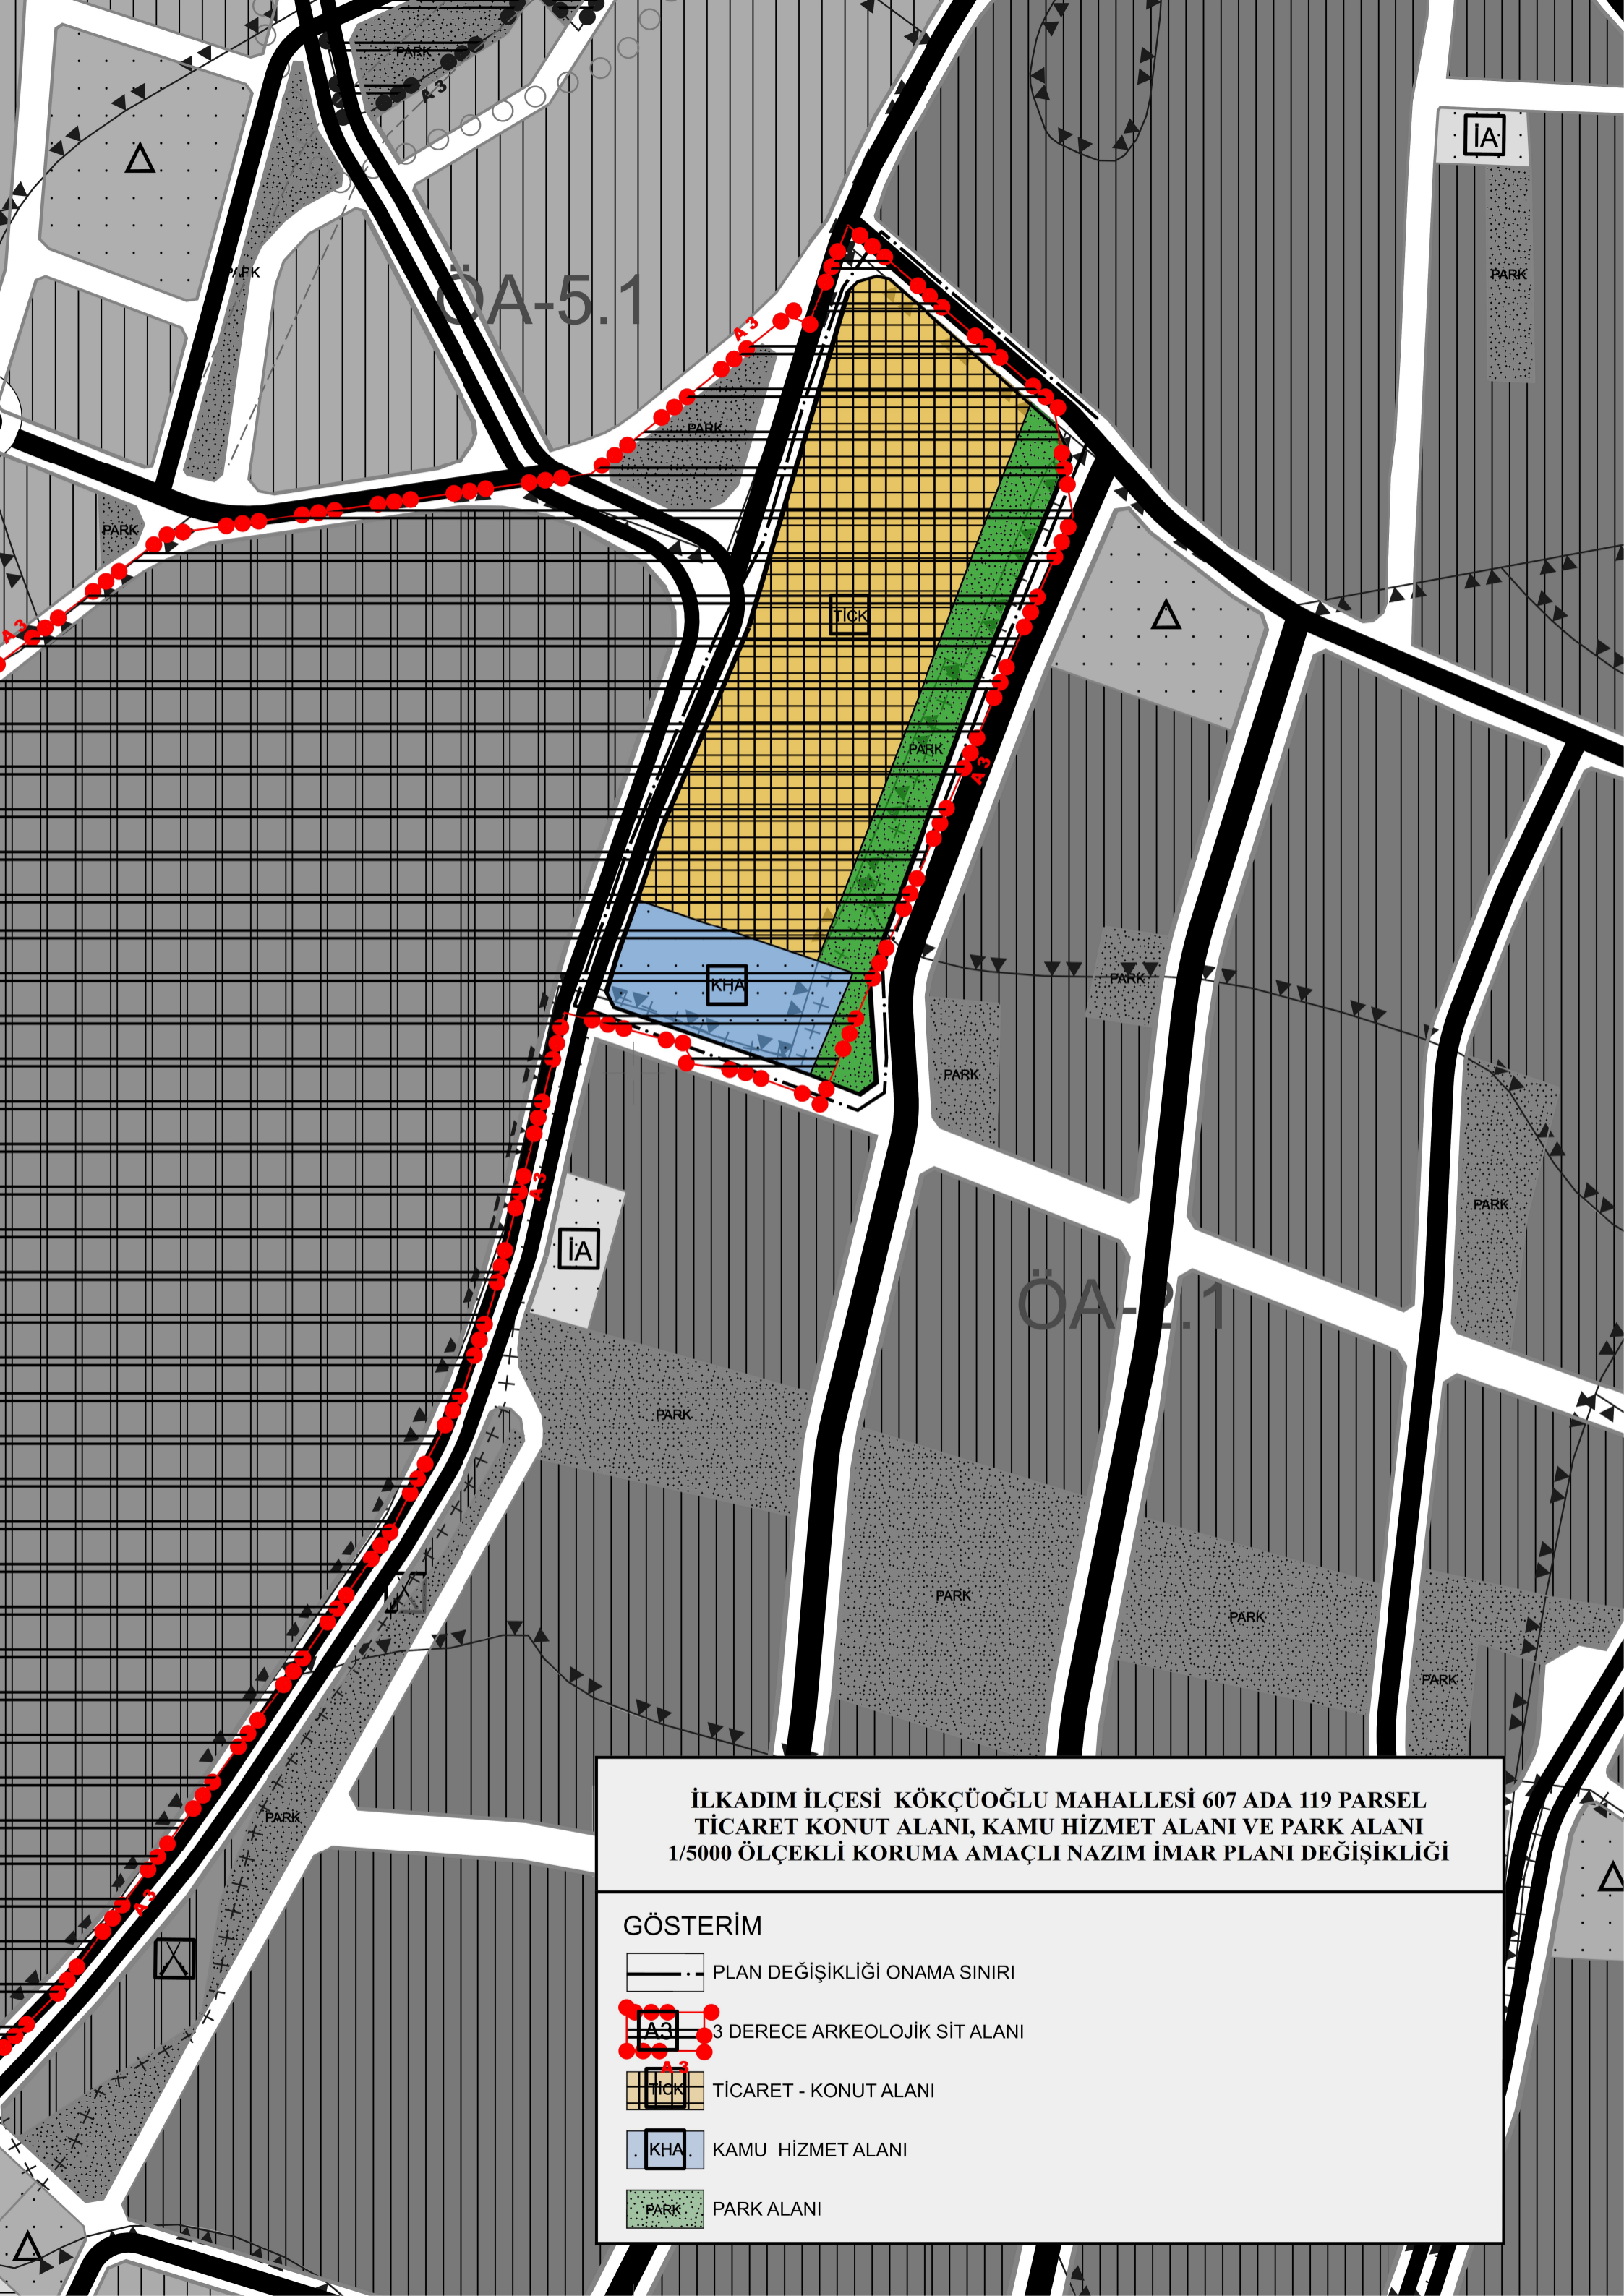 PARK
A 3
İA
PARK
PARK
ÖA-5.1
A 3
PARK
PARK
TİCK
A 3
PARK
PARK
KHA
PARK
A 3
PARK
İA
PARK
ÖA-2.1
PARK
PARK
PARK
PARK
PARK
A 3
İLKADIM İLÇESİ KÖKÇÜOĞLU MAHALLESİ 607 ADA 119 PARSEL
TİCARET KONUT ALANI, KAMU HİZMET ALANI VE PARK ALANI
1/5000 ÖLÇEKLİ KORUMA AMAÇLI NAZIM İMAR PLANI DEĞİŞİKLİĞİ
GÖSTERİM
PLAN DEĞİŞİKLİĞİ ONAMA SINIRI
A3 3 DERECE ARKEOLOJİK SİT ALANI
A 3
TİCK TİCARET - KONUT ALANI
KHA KAMU HİZMET ALANI
PARK PARK ALANI